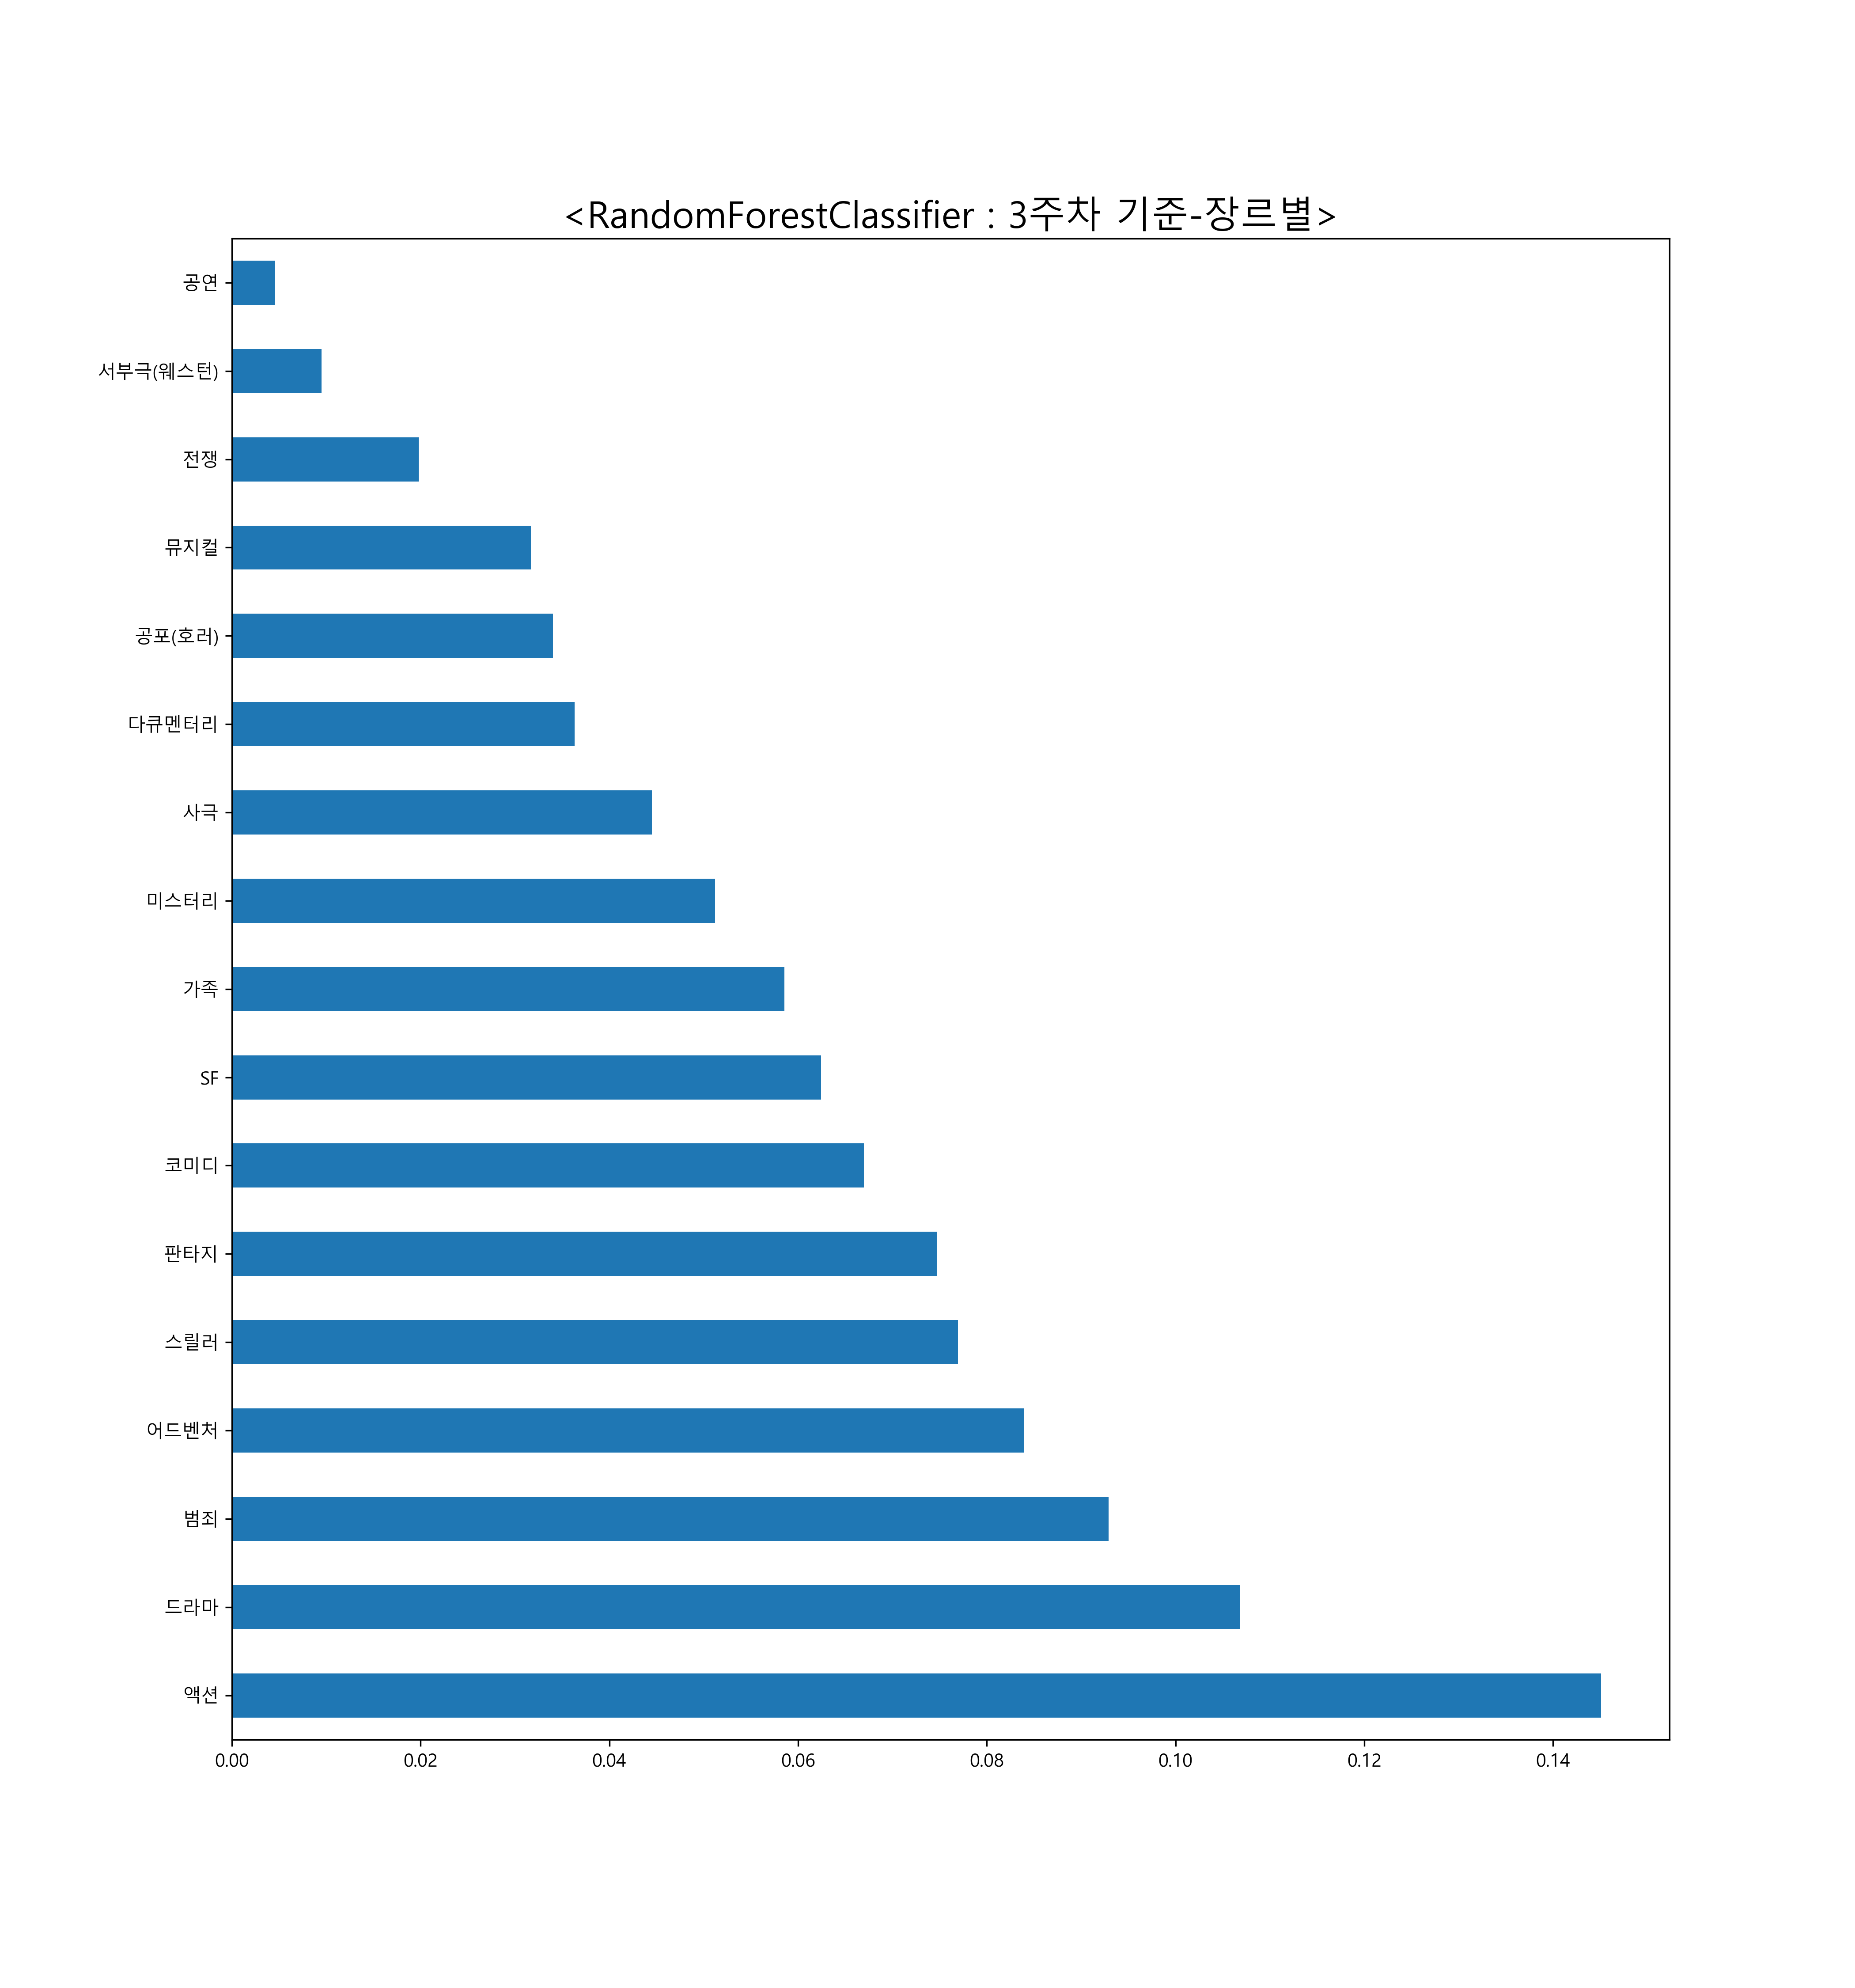 <RandomForestClassifier : 3주차 기준-장르별>
공연
서부극(웨스턴)
전쟁
뮤지컬
공포(호러)
다큐멘터리
사극
미스터리
가족
SF
코미디
판타지
스릴러
어드벤처
범죄
드라마
액션
0.00 0.02 0.04 0.06 0.08 0.10 0.12 0.14